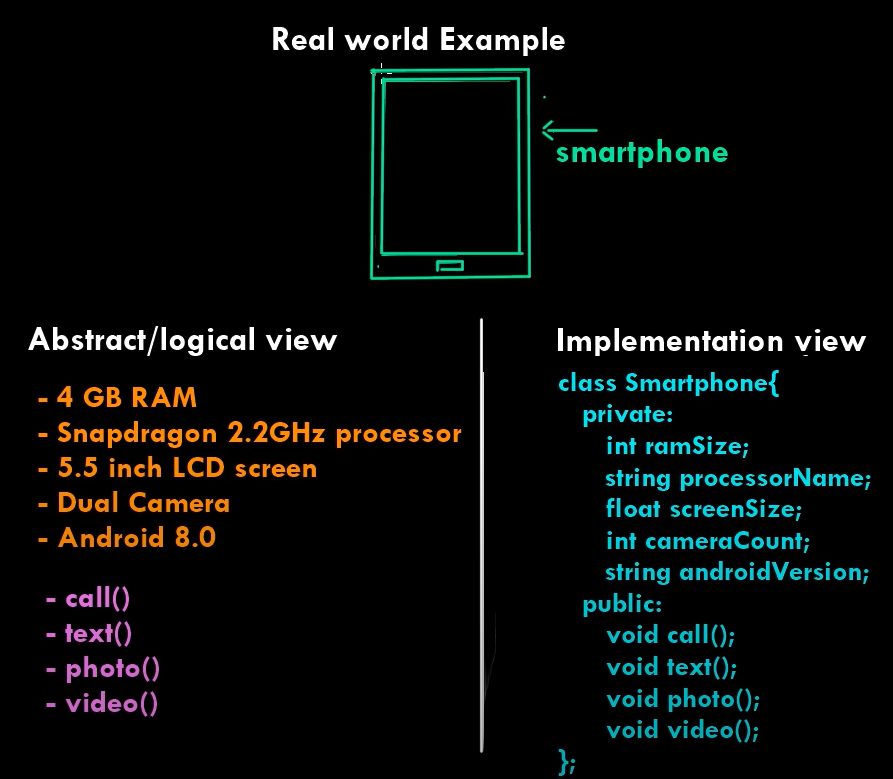 Real world Example
smartphone
Abstract/logical view
- 4 GB RAM
- Snapdragon 2.2GHz processor
- 5.5 inch LCD screen
- Dual Camera
- Android 8.0
- call()
- text()
- photo()
- video()
Implementation view
class Smartphone{
private:
int ramSize;
string processorName;
float screenSize;
int cameraCount;
string androidVersion;
public:
void call();
void text();
void photo();
void video();
};